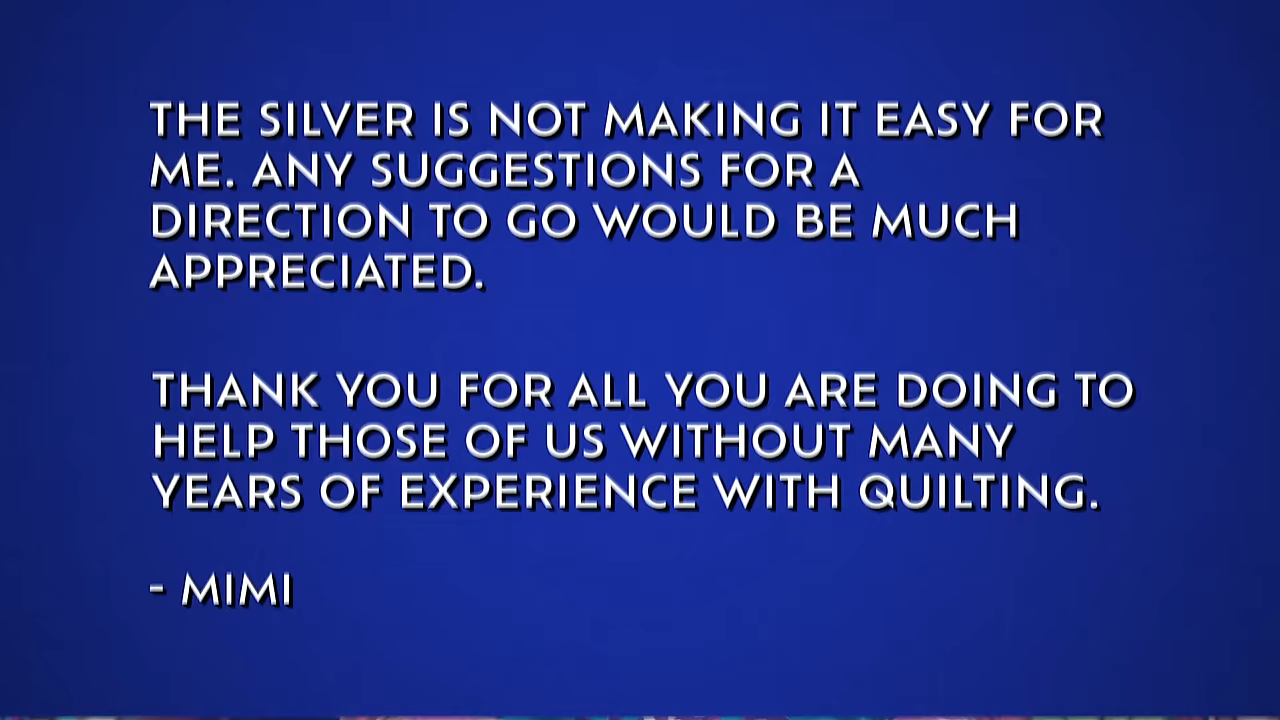 THE SILVER IS NOT MAKING IT EASY FOR
ME. ANY SUGGESTIONS FOR A
DIRECTION TO GO WOULD BE MUCH
APPRECIATED.
THANK YOU FOR ALL YOU ARE DOING TO
HELP THOSE OF US WITHOUT MANY
YEARS OF EXPERIENCE WITH QUILTING.
- MIMI